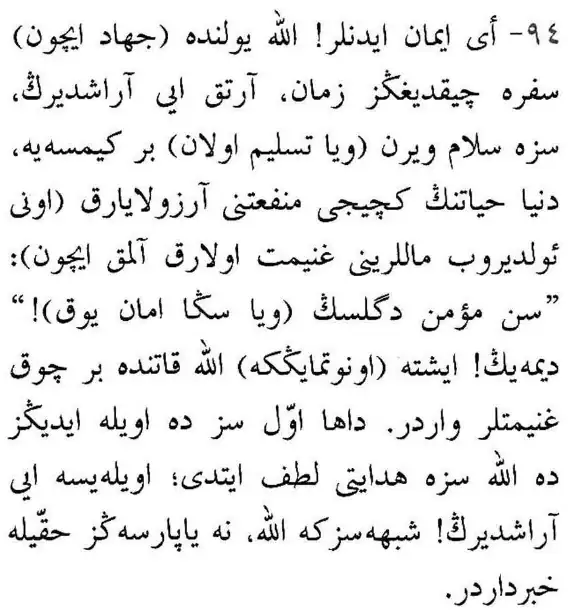 ٩٤- أى ايمان ايدنلر! الله يولنده (جهاد ايچون)
سفره چيقديغڭز زمان، آرتق ايى آراشديرڭ،
سزه سلام ويرن (ويا تسليم اولان) بر كيمسه‌يه،
دنيا حياتنڭ كچيجى منفعتنى آرزولايارق (اونى
ئولديروب ماللرينى غنيمت اولارق آلمق ايچون):
”سن مؤمن دگلسڭ (ويا سڭا امان يوق)!“
ديمه‌يڭ! ايشته (اونوتمايڭكه) الله قاتنده بر چوق
غنيمتلر واردر. داها اوّل سز ده اويله ايديڭز
ده الله سزه هدايتى لطف ايتدى؛ اويله‌يسه ايى
آراشديرڭ! شبهه‌سزكه الله، نه ياپارسه‌ڭز حقّيله
خبرداردر.